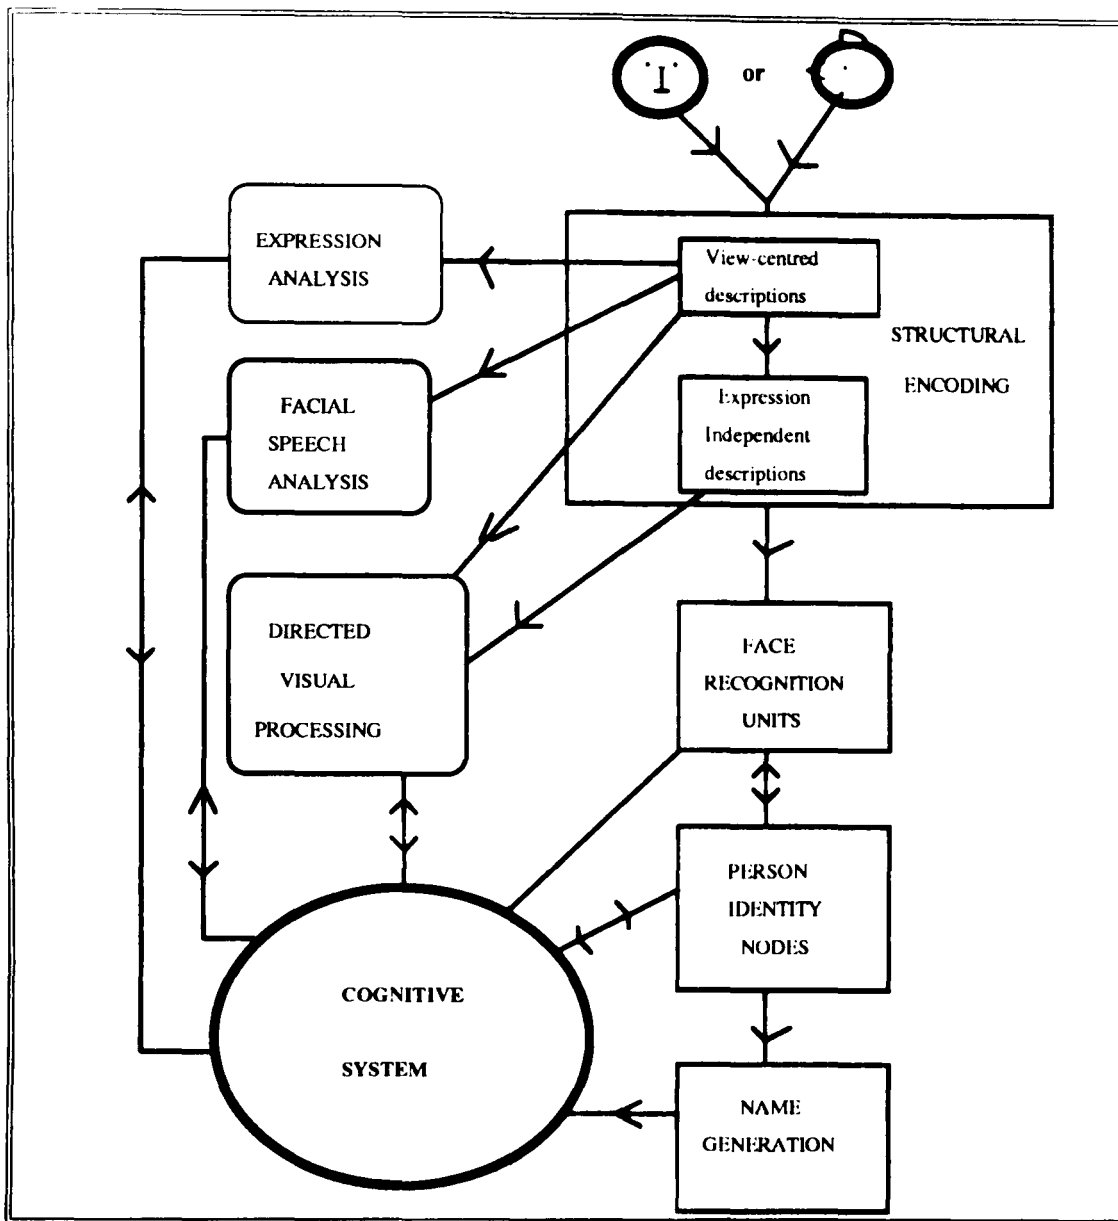 or
EXPRESSION
ANALYSIS
View-centred
descriptions
STRUCTURAL
ENCODING
Expression
Independent
descriptions
FACIAL
SPEECH
ANALYSIS
DIRECTED
VISUAL
PROCESSING
FACE
RECOGNITION
UNITS
PERSON
IDENTITY
NODES
COGNITIVE
SYSTEM
NAME
GENERATION